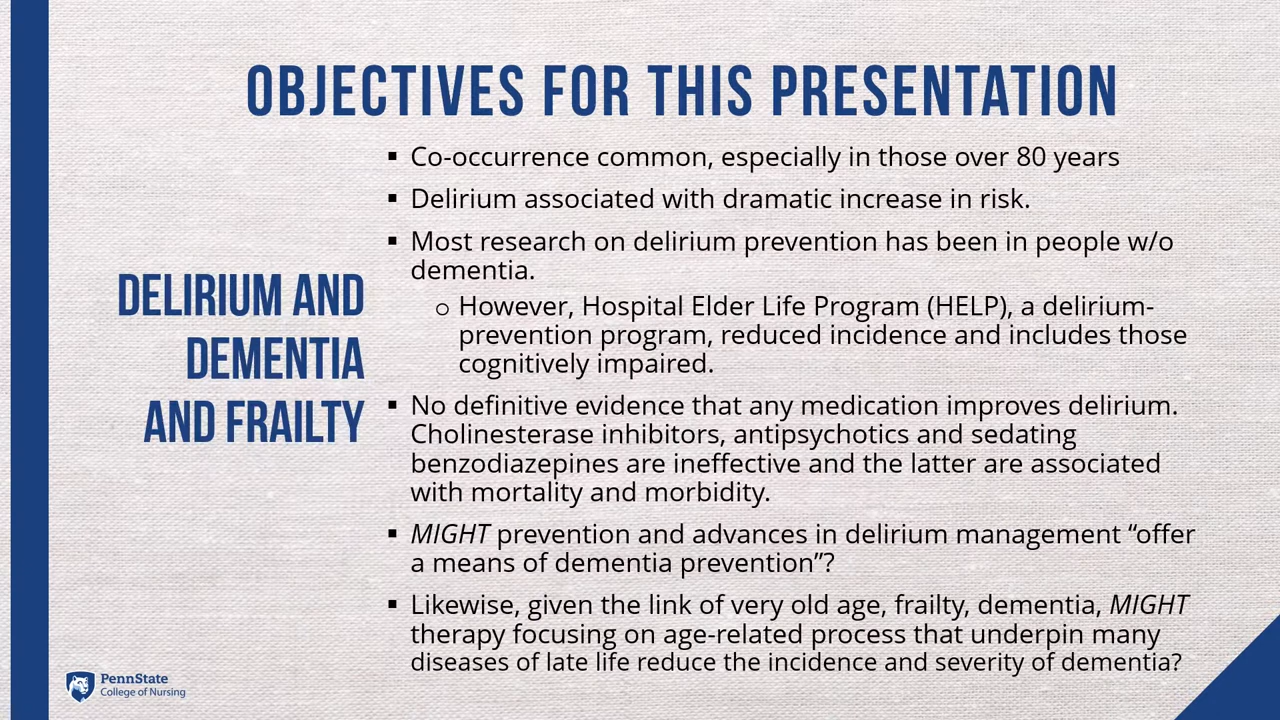 OBJECTIVES FOR THIS PRESENTATION
DELIRIUM AND
DEMENTIA
AND FRAILTY
▪ Co-occurrence common, especially in those over 80 years
▪ Delirium associated with dramatic increase in risk.
▪ Most research on delirium prevention has been in people w/o
dementia.
o However, Hospital Elder Life Program (HELP), a delirium-
prevention program, reduced incidence and includes those
cognitively impaired.
▪ No definitive evidence that any medication improves delirium.
Cholinesterase inhibitors, antipsychotics and sedating
benzodiazepines are ineffective and the latter are associated
with mortality and morbidity.
▪ MIGHT prevention and advances in delirium management “offer
a means of dementia prevention”?
▪ Likewise, given the link of very old age, frailty, dementia, MIGHT
therapy focusing on age-related process that underpin many
diseases of late life reduce the incidence and severity of dementia?
PennState
College of Nursing